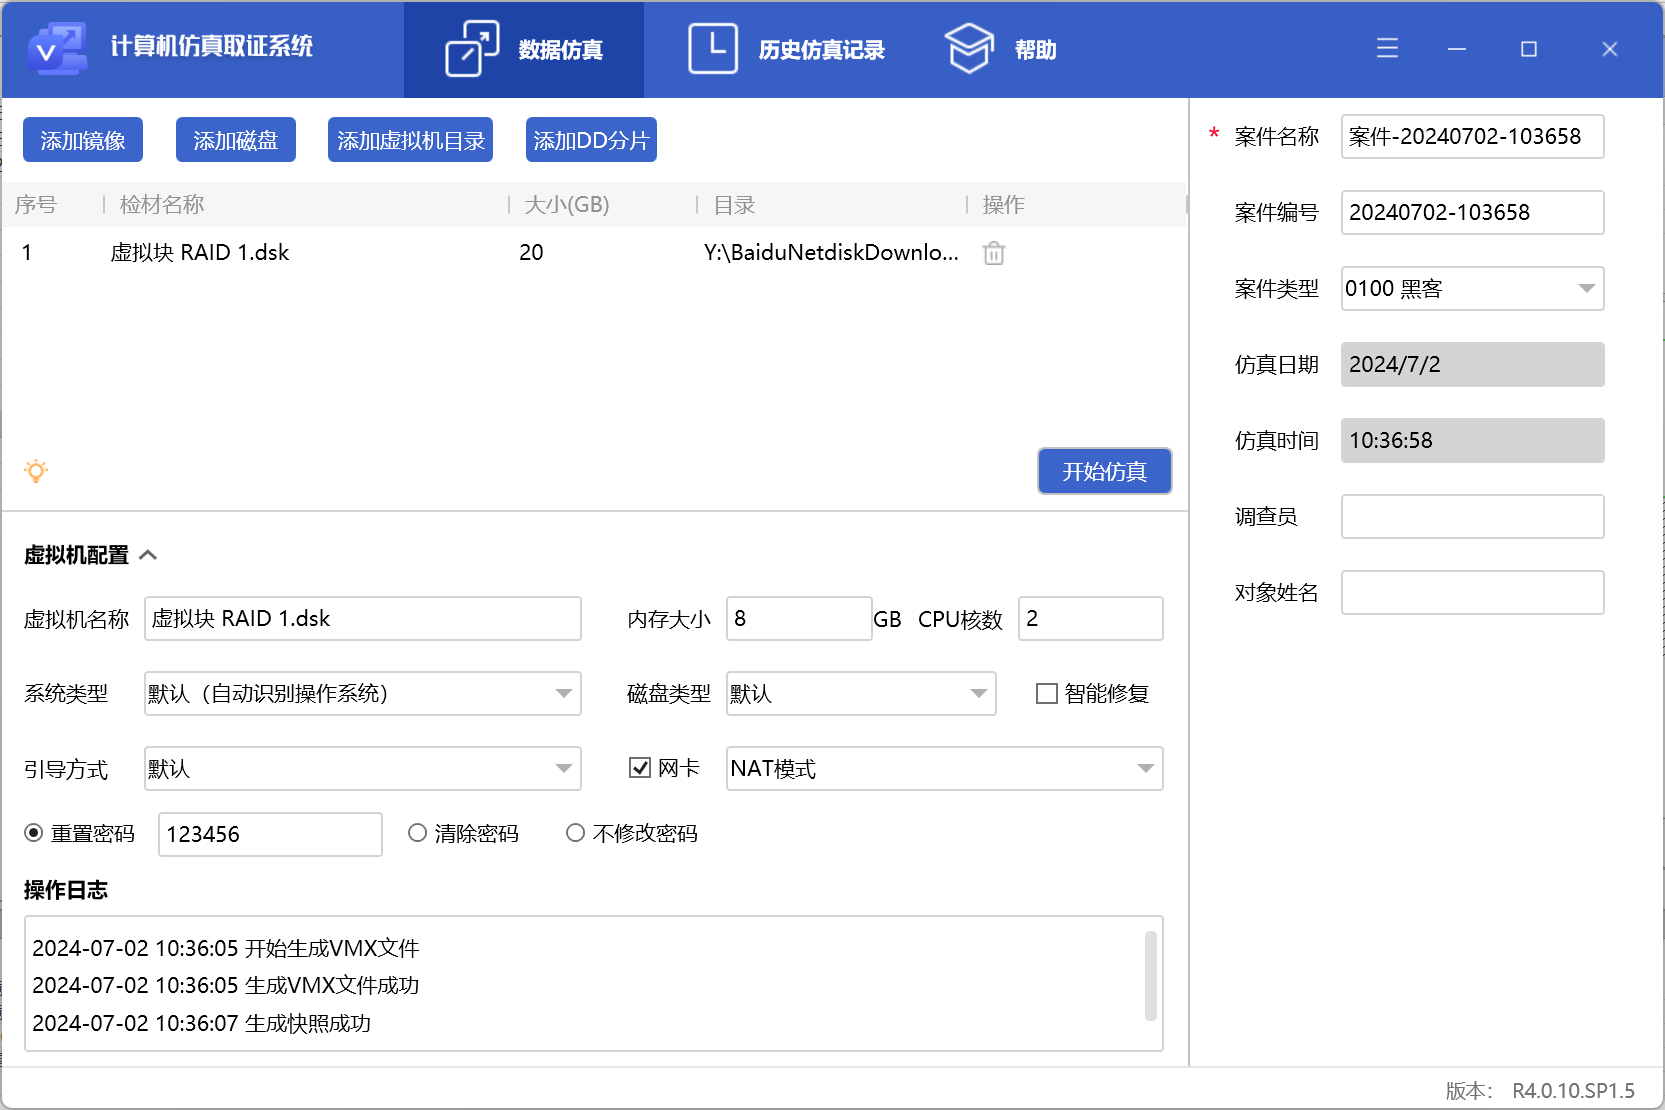 计算机仿真取证系统
数据仿真
历史仿真记录
帮助
添加镜像 添加磁盘 添加虚拟机目录 添加DD分片
序号 检材名称 大小(GB) 目录 操作
1 虚拟块 RAID 1.dsk 20 Y:\BaiduNetdiskDownlo...
开始仿真
虚拟机配置
虚拟机名称 虚拟块 RAID 1.dsk 内存大小 8 GB CPU核数 2
系统类型 默认（自动识别操作系统） 磁盘类型 默认 智能修复
引导方式 默认 网卡 NAT模式
重置密码 123456 清除密码 不修改密码
操作日志
2024-07-02 10:36:05 开始生成VMX文件
2024-07-02 10:36:05 生成VMX文件成功
2024-07-02 10:36:07 生成快照成功
* 案件名称 案件-20240702-103658
案件编号 20240702-103658
案件类型 0100 黑客
仿真日期 2024/7/2
仿真时间 10:36:58
调查员
对象姓名
版本： R4.0.10.SP1.5